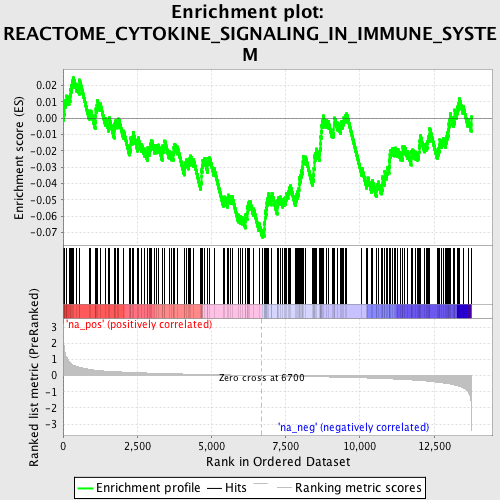 Enrichment plot:
REACTOME_CYTOKINE_SIGNALING_IN_IMMUNE_SYSTE
M
Enrichment score (ES)
0.02
0.01
0.00
-0.01
-0.02
-0.03
-0.04
-0.05
-0.06
-0.07
Ranked list metric (PreRanked)
'na_pos' (positively correlated)
3
2
1
0
-1
-2
-3
Zero cross at 6700
'na_neg' (negatively correlated)
0
2,500
5,000
7,500
10,000
12,500
Rank in Ordered Dataset
Enrichment profile
Hits
Ranking metric scores